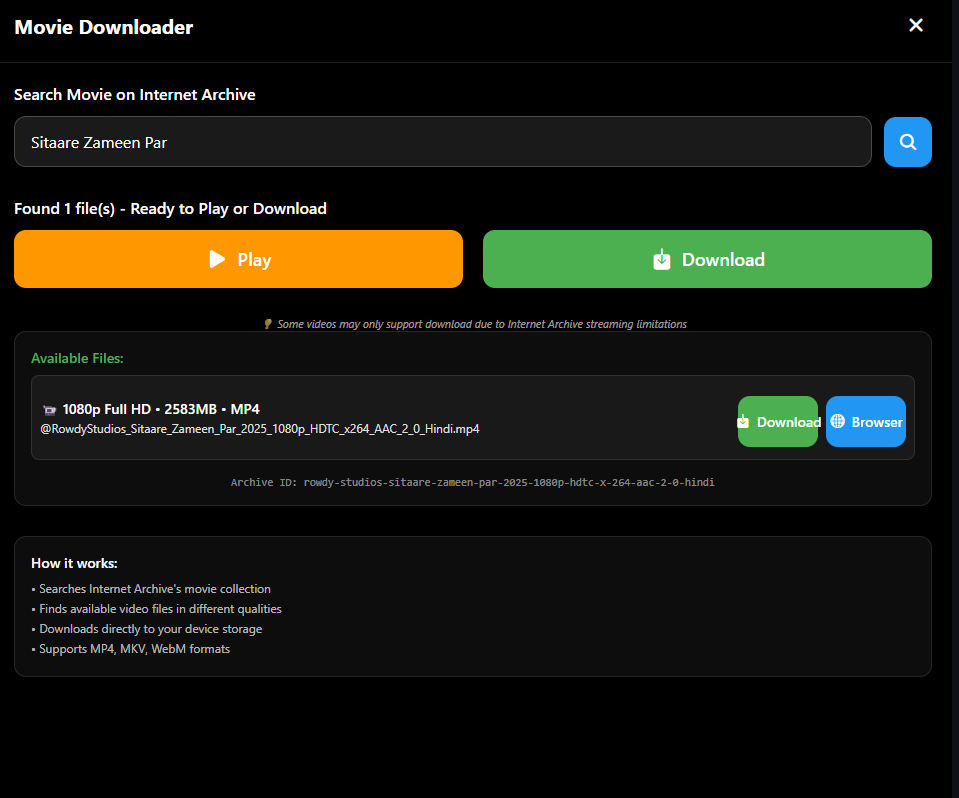 Movie Downloader
Search Movie on Internet Archive
Sitaare Zameen Par
Found 1 file(s) - Ready to Play or Download
Play
Download
Some videos may only support download due to Internet Archive streaming limitations
Available Files:
1080p Full HD • 2583MB • MP4
@RowdyStudios_Sitaare_Zameen_Par_2025_1080p_HDTC_x264_AAC_2_0_Hindi.mp4
Download
Browser
Archive ID: rowdy-studios-sitaare-zameen-par-2025-1080p-hdtc-x-264-aac-2-0-hindi
How it works:
• Searches Internet Archive's movie collection
• Finds available video files in different qualities
• Downloads directly to your device storage
• Supports MP4, MKV, WebM formats